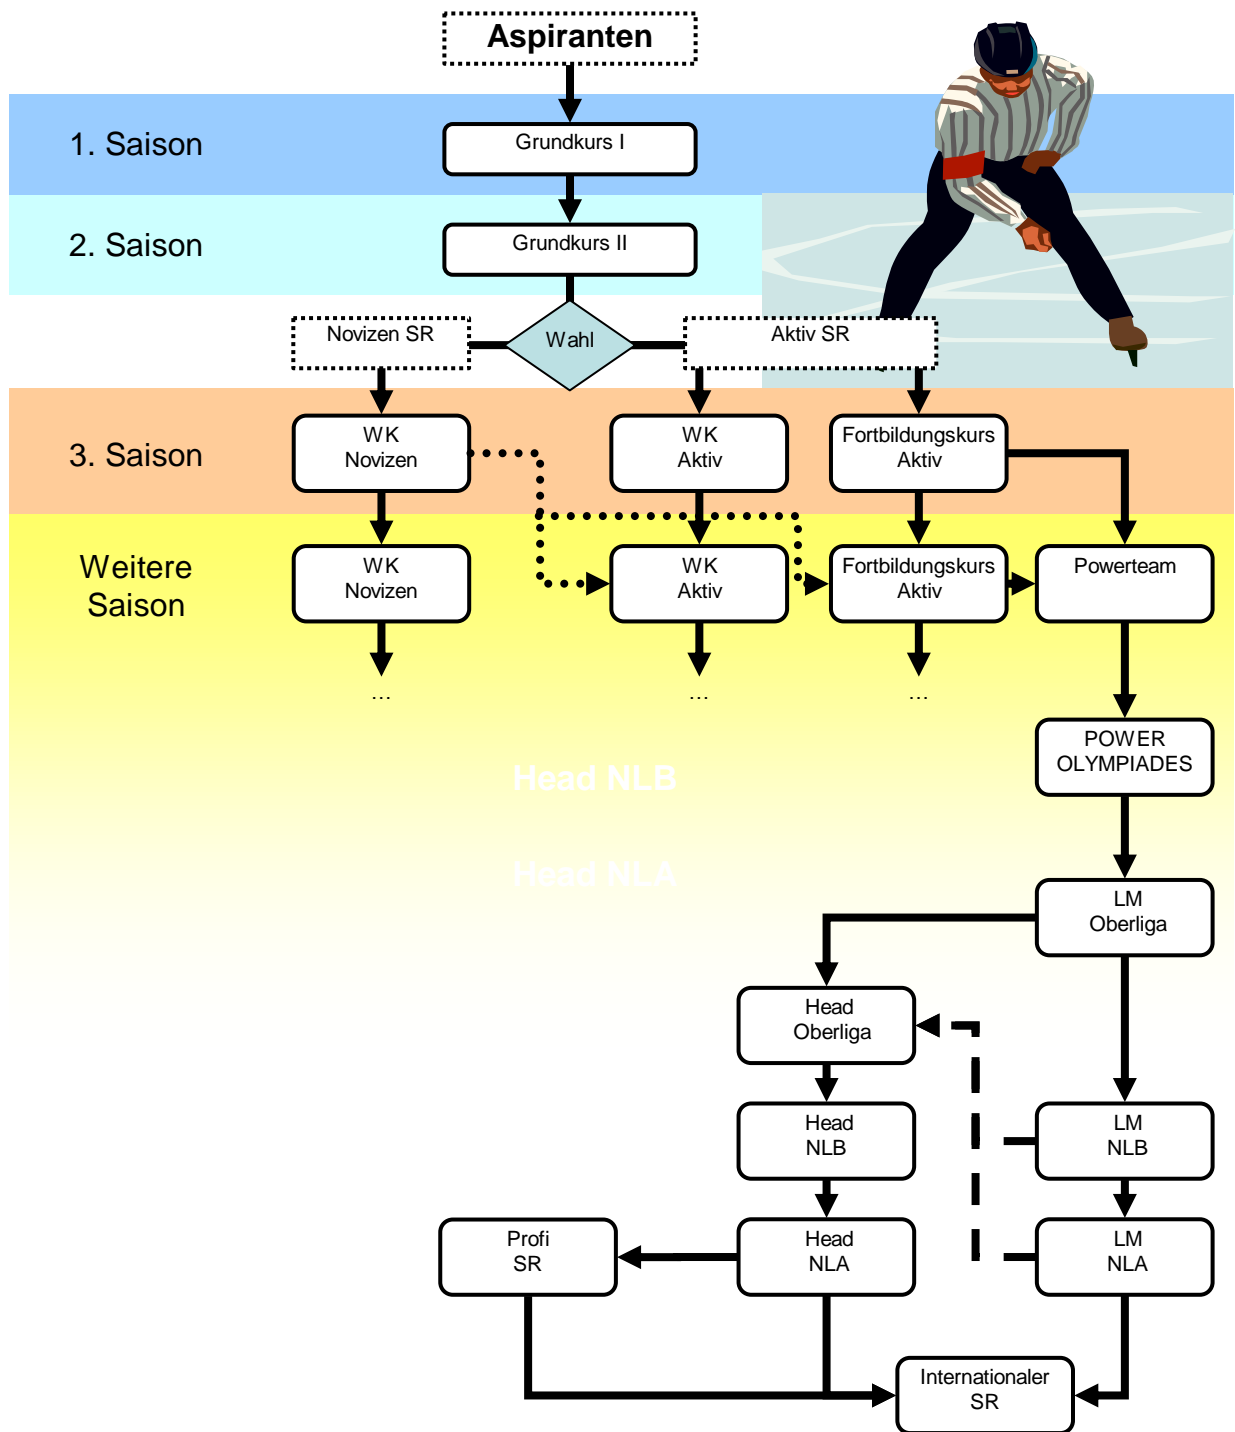 Aspiranten
1. Saison
Grundkurs I
2. Saison
Grundkurs II
Novizen SR
Wahl
Aktiv SR
3. Saison
WK
Novizen
WK
Aktiv
Fortbildungskurs
Aktiv
Weitere
Saison
WK
Novizen
WK
Aktiv
Fortbildungskurs
Aktiv
Powerteam
...
...
...
POWER
OLYMPIADES
Head NLB
Head NLA
LM
Oberliga
Head
Oberliga
Head
NLB
LM
NLB
Profi
SR
Head
NLA
LM
NLA
Internationaler
SR